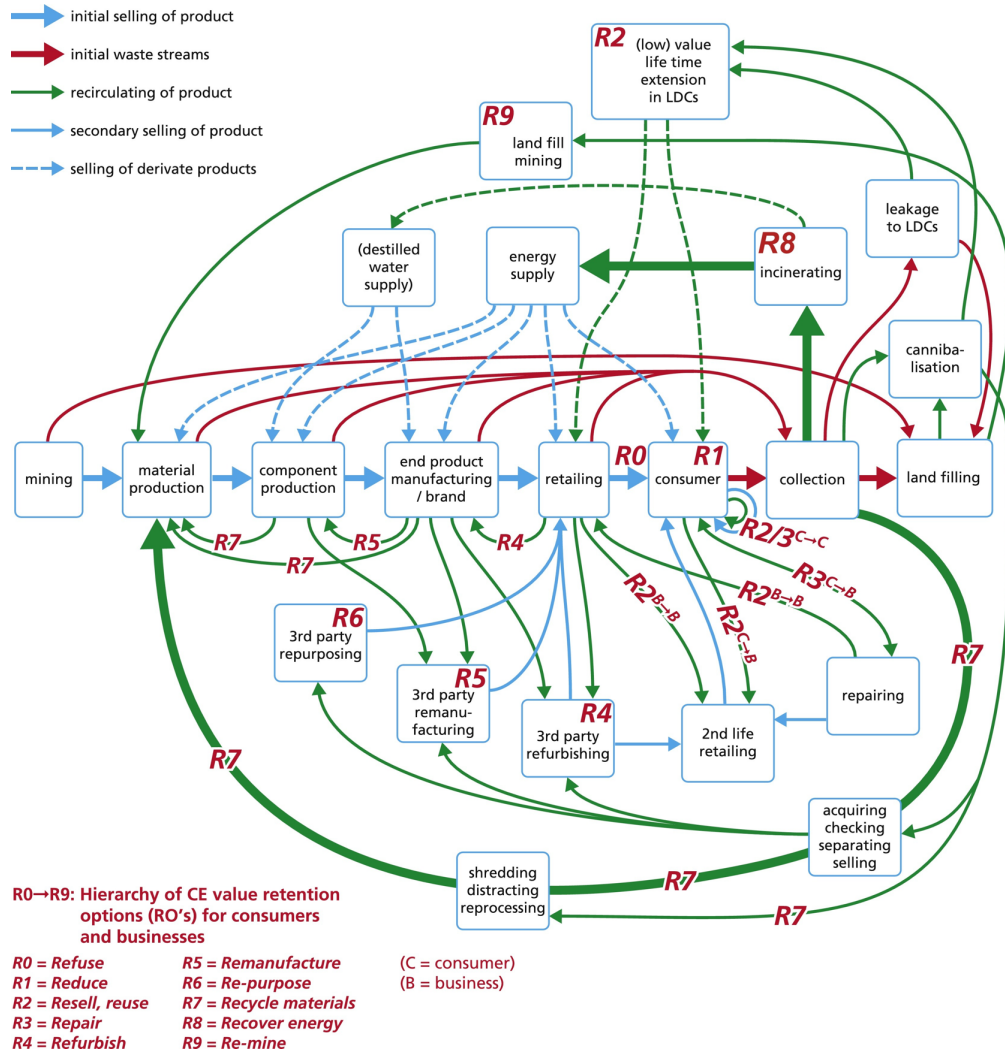 initial selling of product
initial waste streams
recirculating of product
secondary selling of product
selling of derivate products
R2
(low) value
life time
extension
in LDCs
R9
land fill
mining
leakage
to LDCs
(destilled
water
supply)
energy
supply
R8
incinerating
canniba-
lisation
mining
material
production
component
production
end product
manufacturing
/ brand
retailing
R0
R1
consumer
collection
land filling
R7
R7
R5
R4
R2/3 C→C
R3 C→B
R2 B→B
R2 B→B
R2 C→B
R6
3rd party
repurposing
R5
3rd party
remanu-
facturing
R4
3rd party
refurbishing
2nd life
retailing
repairing
R7
R7
acquiring
checking
separating
selling
shredding
distracting
reprocessing
R7
R7
R0→R9: Hierarchy of CE value retention
options (RO's) for consumers
and businesses
R0 = Refuse
R1 = Reduce
R2 = Resell, reuse
R3 = Repair
R4 = Refurbish
R5 = Remanufacture
R6 = Re-purpose
R7 = Recycle materials
R8 = Recover energy
R9 = Re-mine
(C = consumer)
(B = business)